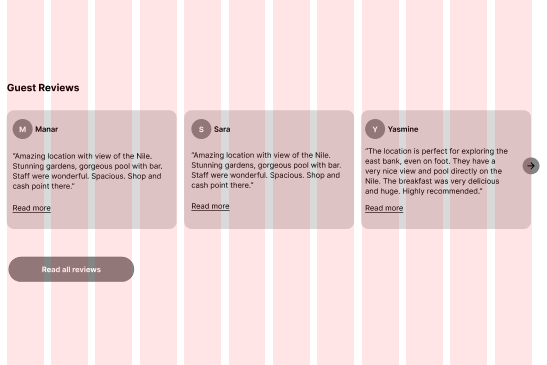 Guest Reviews
M Manar
"Amazing location with view of the Nile.
Stunning gardens, gorgeous pool with bar.
Staff were wonderful. Spacious. Shop and
cash point there."
Read more
S Sara
"Amazing location with view of the Nile.
Stunning gardens, gorgeous pool with bar.
Staff were wonderful. Spacious. Shop and
cash point there."
Read more
Y Yasmine
"The location is perfect for exploring the
east bank, even on foot. They have a
very nice view and pool directly on the
Nile. The breakfast was very delicious
and huge. Highly recommended."
Read more
Read all reviews